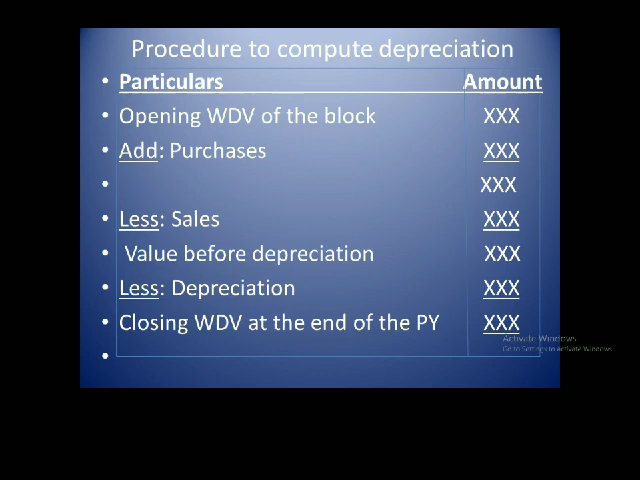 Procedure to compute depreciation
• Particulars Amount
• Opening WDV of the block XXX
• Add: Purchases XXX
• XXX
• Less: Sales XXX
• Value before depreciation XXX
• Less: Depreciation XXX
• Closing WDV at the end of the PY XXX
•
Activate Windows
Go to Settings to activate Windows.